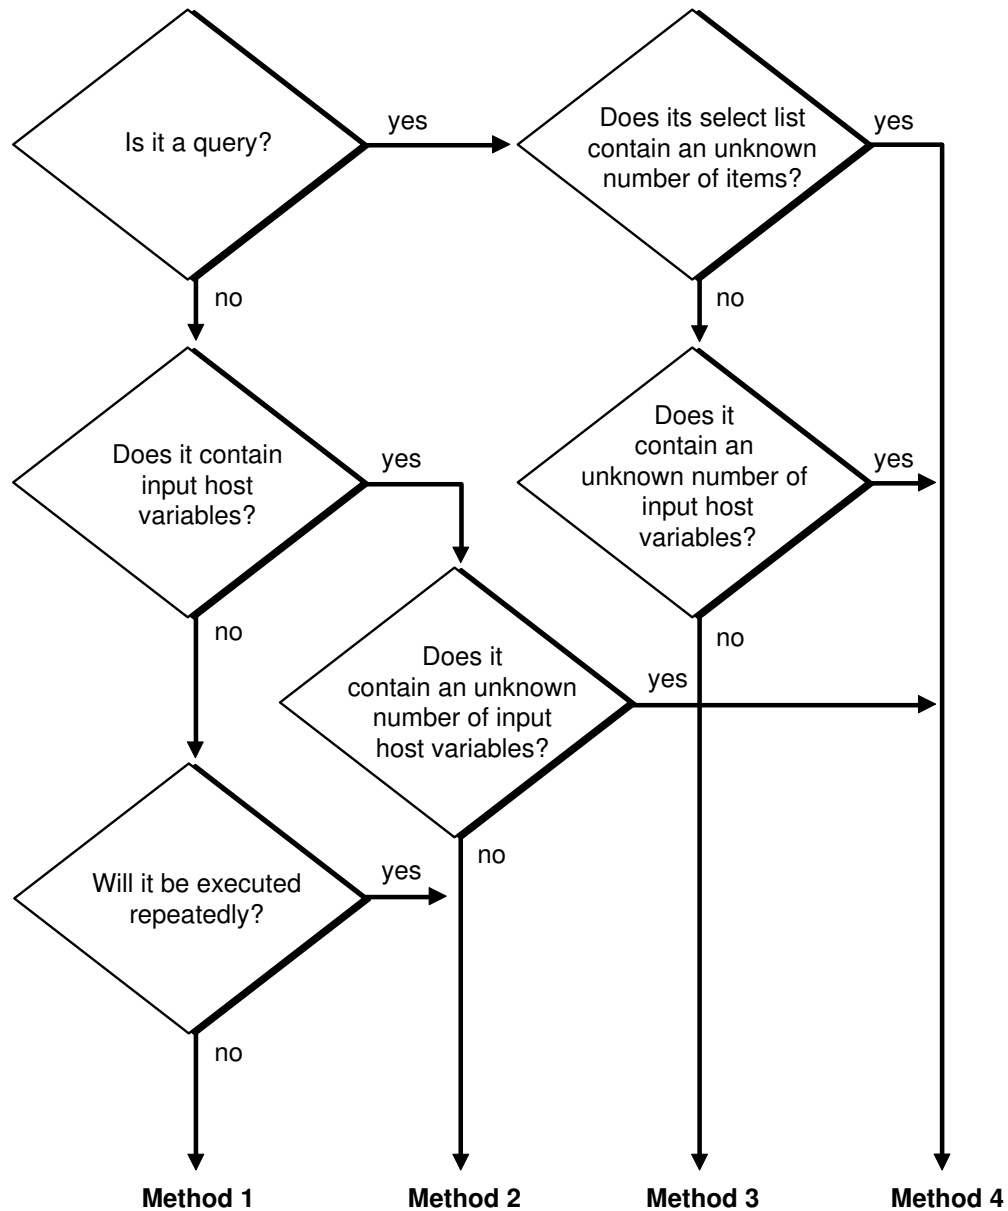 Is it a query?
yes
Does its select list
contain an unknown
number of items?
yes
no
no
Does it contain
input host
variables?
yes
Does it
contain an
unknown number of
input host
variables?
yes
no
no
Does it
contain an unknown
number of input
host variables?
yes
no
Will it be executed
repeatedly?
yes
no
Method 1
Method 2
Method 3
Method 4